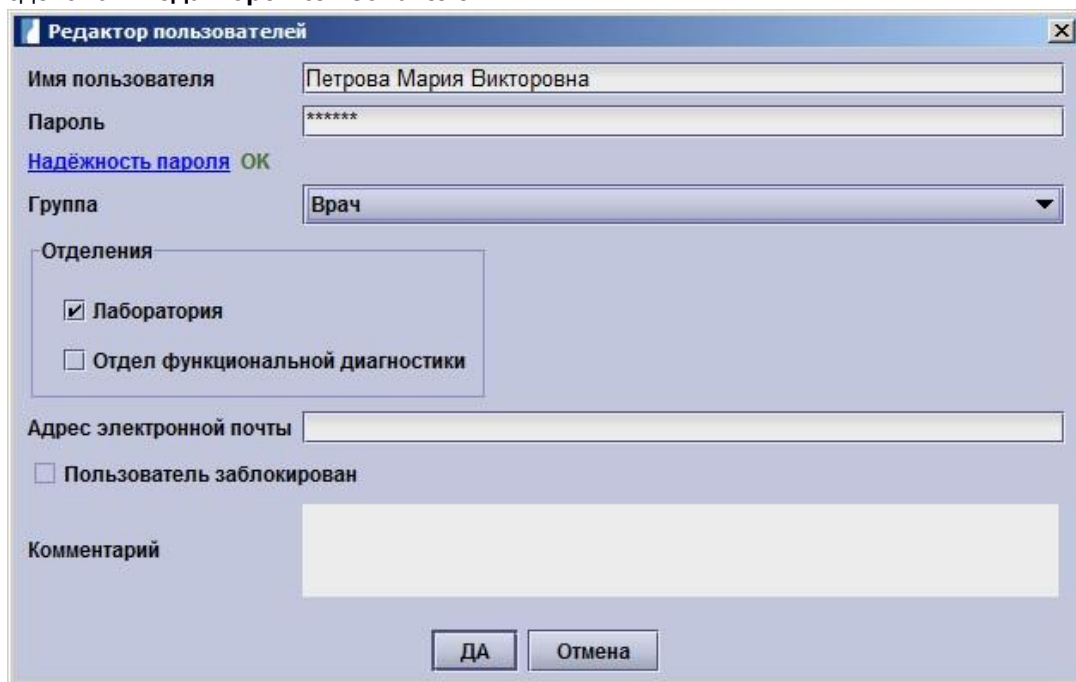 Редактор пользователей
Имя пользователя Петрова Мария Викторовна
Пароль ******
Надёжность пароля OK
Группа Врач
Отделения
Лаборатория
Отдел функциональной диагностики
Адрес электронной почты
Пользователь заблокирован
Комментарий
ДА Отмена